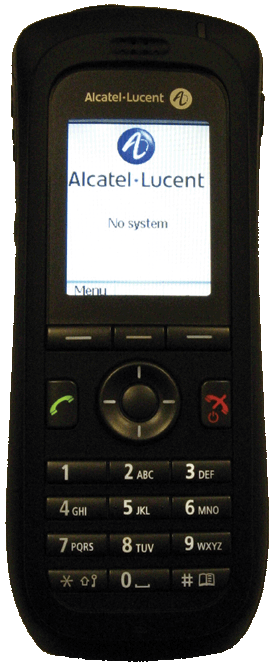 Alcatel·Lucent
Alcatel·Lucent
No system
Menu
1 2 ABC 3 DEF
4 GHI 5 JKL 6 MNO
7 PQRS 8 TUV 9 WXYZ
* 0 #